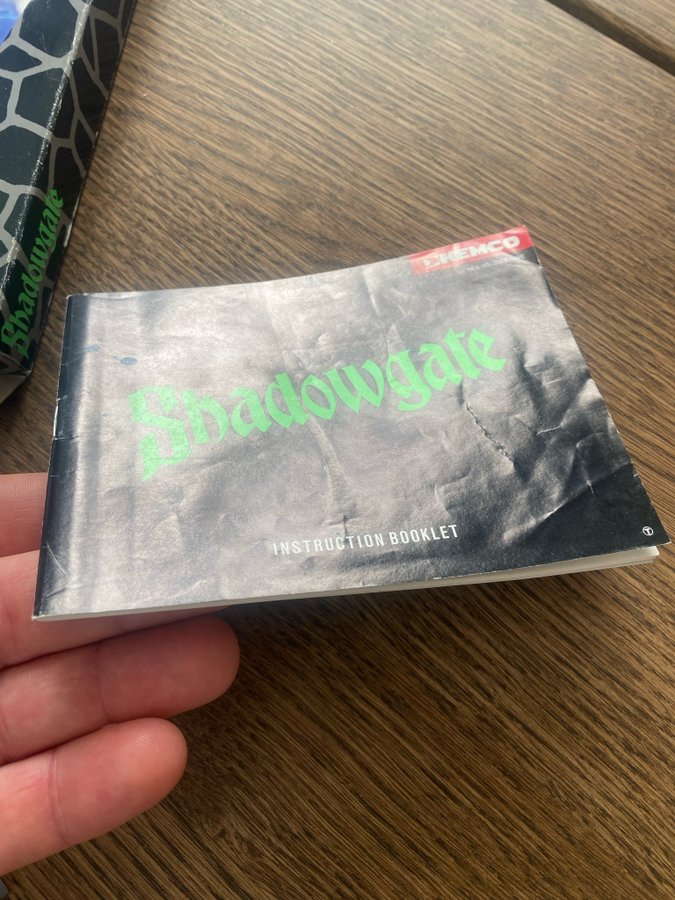 Shadowgate
KEMCO
Shadowgate
INSTRUCTION BOOKLET
T